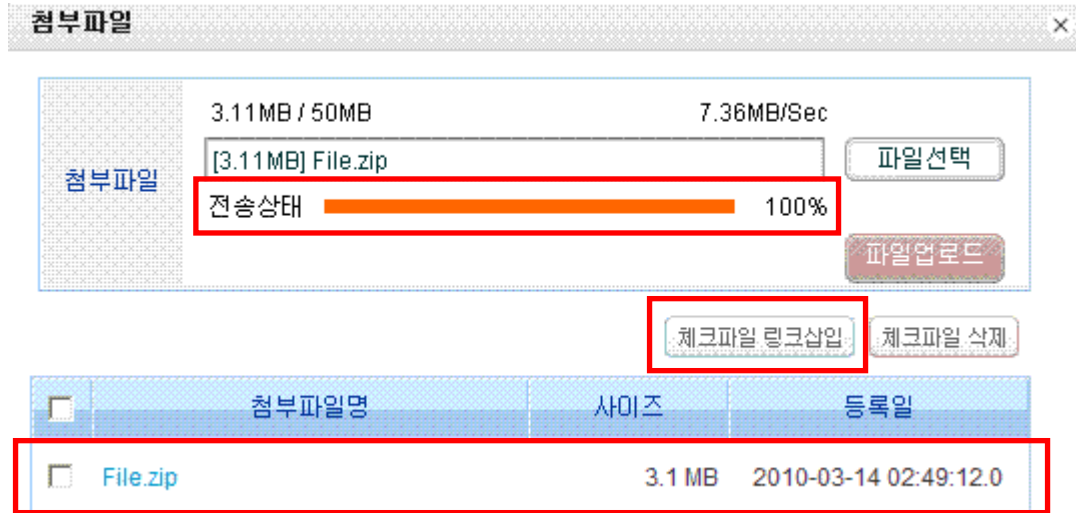 첨부파일
3.11MB / 50MB 7.36MB/Sec
[3.11MB] File.zip 파일선택
첨부파일
전송상태 100%
파일업로드
체크파일 링크삽입 체크파일 삭제
첨부파일명 사이즈 등록일
File.zip 3.1 MB 2010-03-14 02:49:12.0